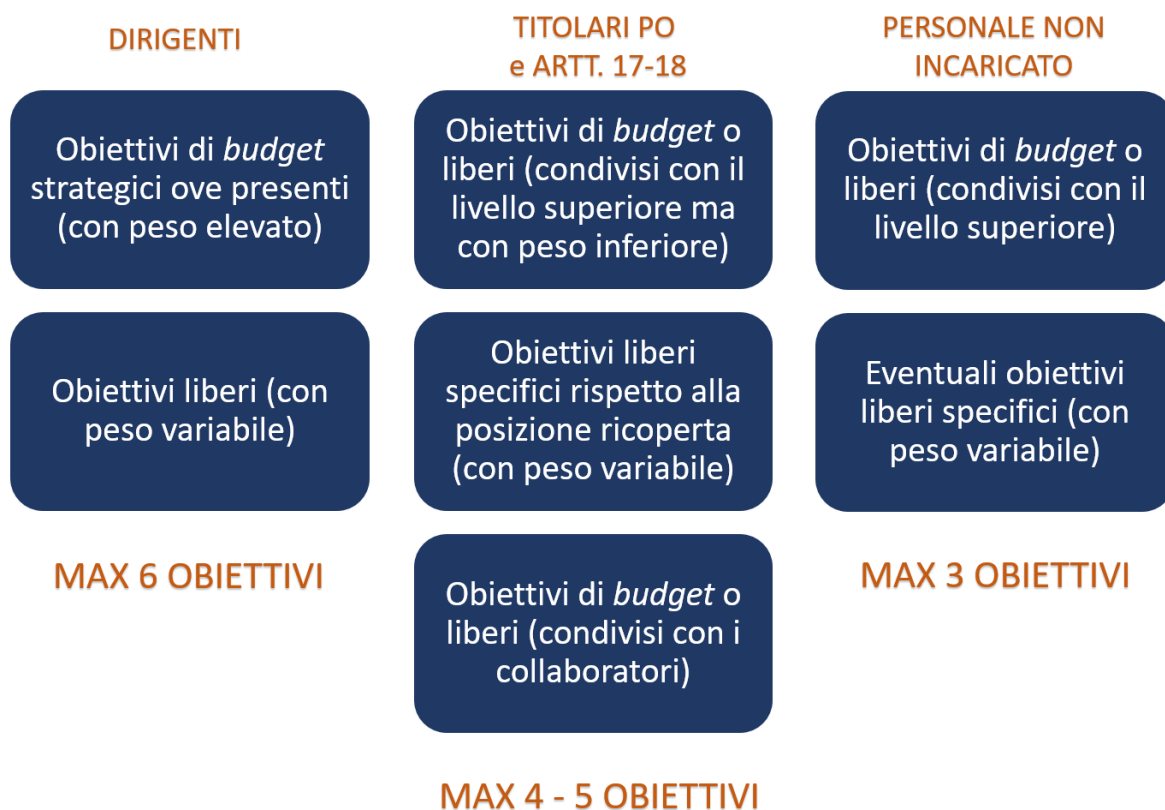 DIRIGENTI
Obiettivi di budget
strategici ove presenti
(con peso elevato)
Obiettivi liberi (con
peso variabile)
MAX 6 OBIETTIVI
TITOLARI PO
e ARTT. 17-18
Obiettivi di budget o
liberi (condivisi con il
livello superiore ma
con peso inferiore)
Obiettivi liberi
specifici rispetto alla
posizione ricoperta
(con peso variabile)
Obiettivi di budget o
liberi (condivisi con i
collaboratori)
MAX 4 - 5 OBIETTIVI
PERSONALE NON
INCARICATO
Obiettivi di budget o
liberi (condivisi con il
livello superiore)
Eventuali obiettivi
liberi specifici (con
peso variabile)
MAX 3 OBIETTIVI